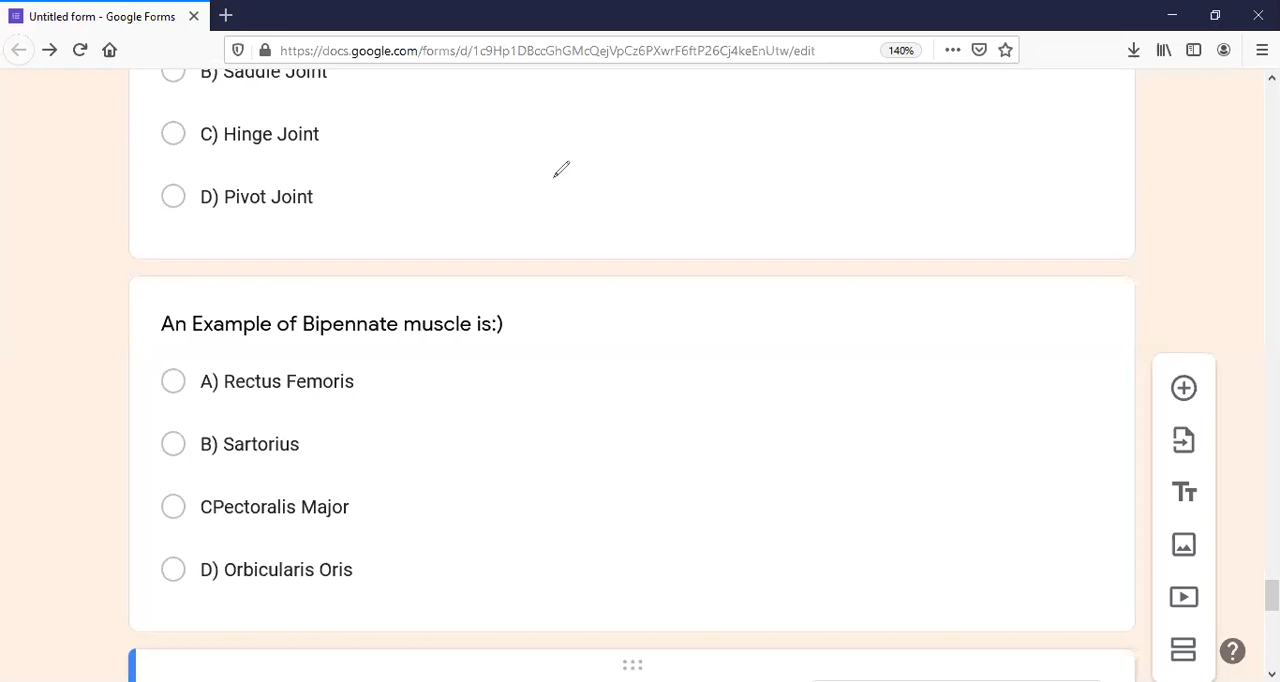 Untitled form - Google Forms
https://docs.google.com/forms/d/1c9Hp1DBccGhGMcQejVpCz6PXwrF6ftP26Cj4keEnUtw/edit
140%
B) Saddle Joint
C) Hinge Joint
D) Pivot Joint
An Example of Bipennate muscle is:)
A) Rectus Femoris
B) Sartorius
CPectoralis Major
D) Orbicularis Oris
Tт
?